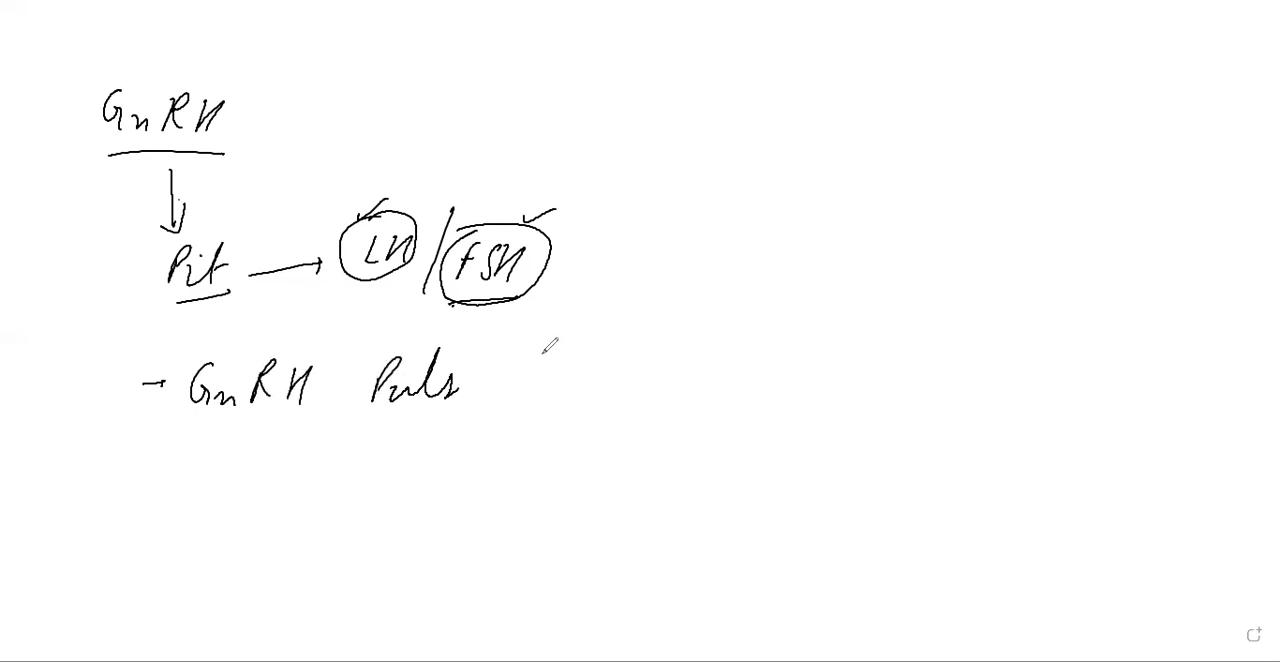 GnRH
Pit → LH / FSH
→ GnRH Puls